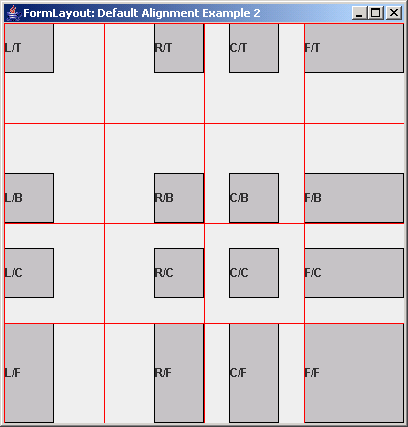 FormLayout: Default Alignment Example 2
L/T R/T C/T F/T
L/B R/B C/B F/B
L/C R/C C/C F/C
L/F R/F C/F F/F